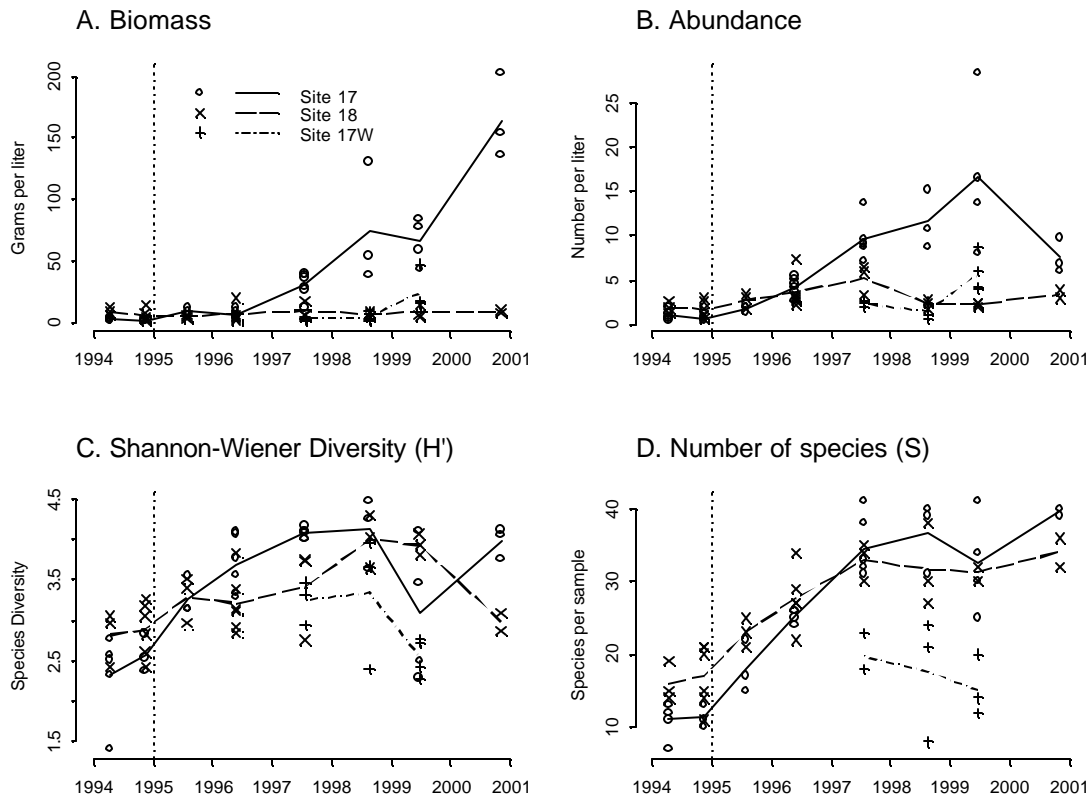 A. Biomass
Grams per liter
200
150
100
50
0
Site 17
Site 18
Site 17W
1994 1995 1996 1997 1998 1999 2000 2001
B. Abundance
Number per liter
25
20
15
10
5
0
1994 1995 1996 1997 1998 1999 2000 2001
C. Shannon-Wiener Diversity (H')
Species Diversity
4.5
3.5
2.5
1.5
1994 1995 1996 1997 1998 1999 2000 2001
D. Number of species (S)
Species per sample
40
30
20
10
1994 1995 1996 1997 1998 1999 2000 2001